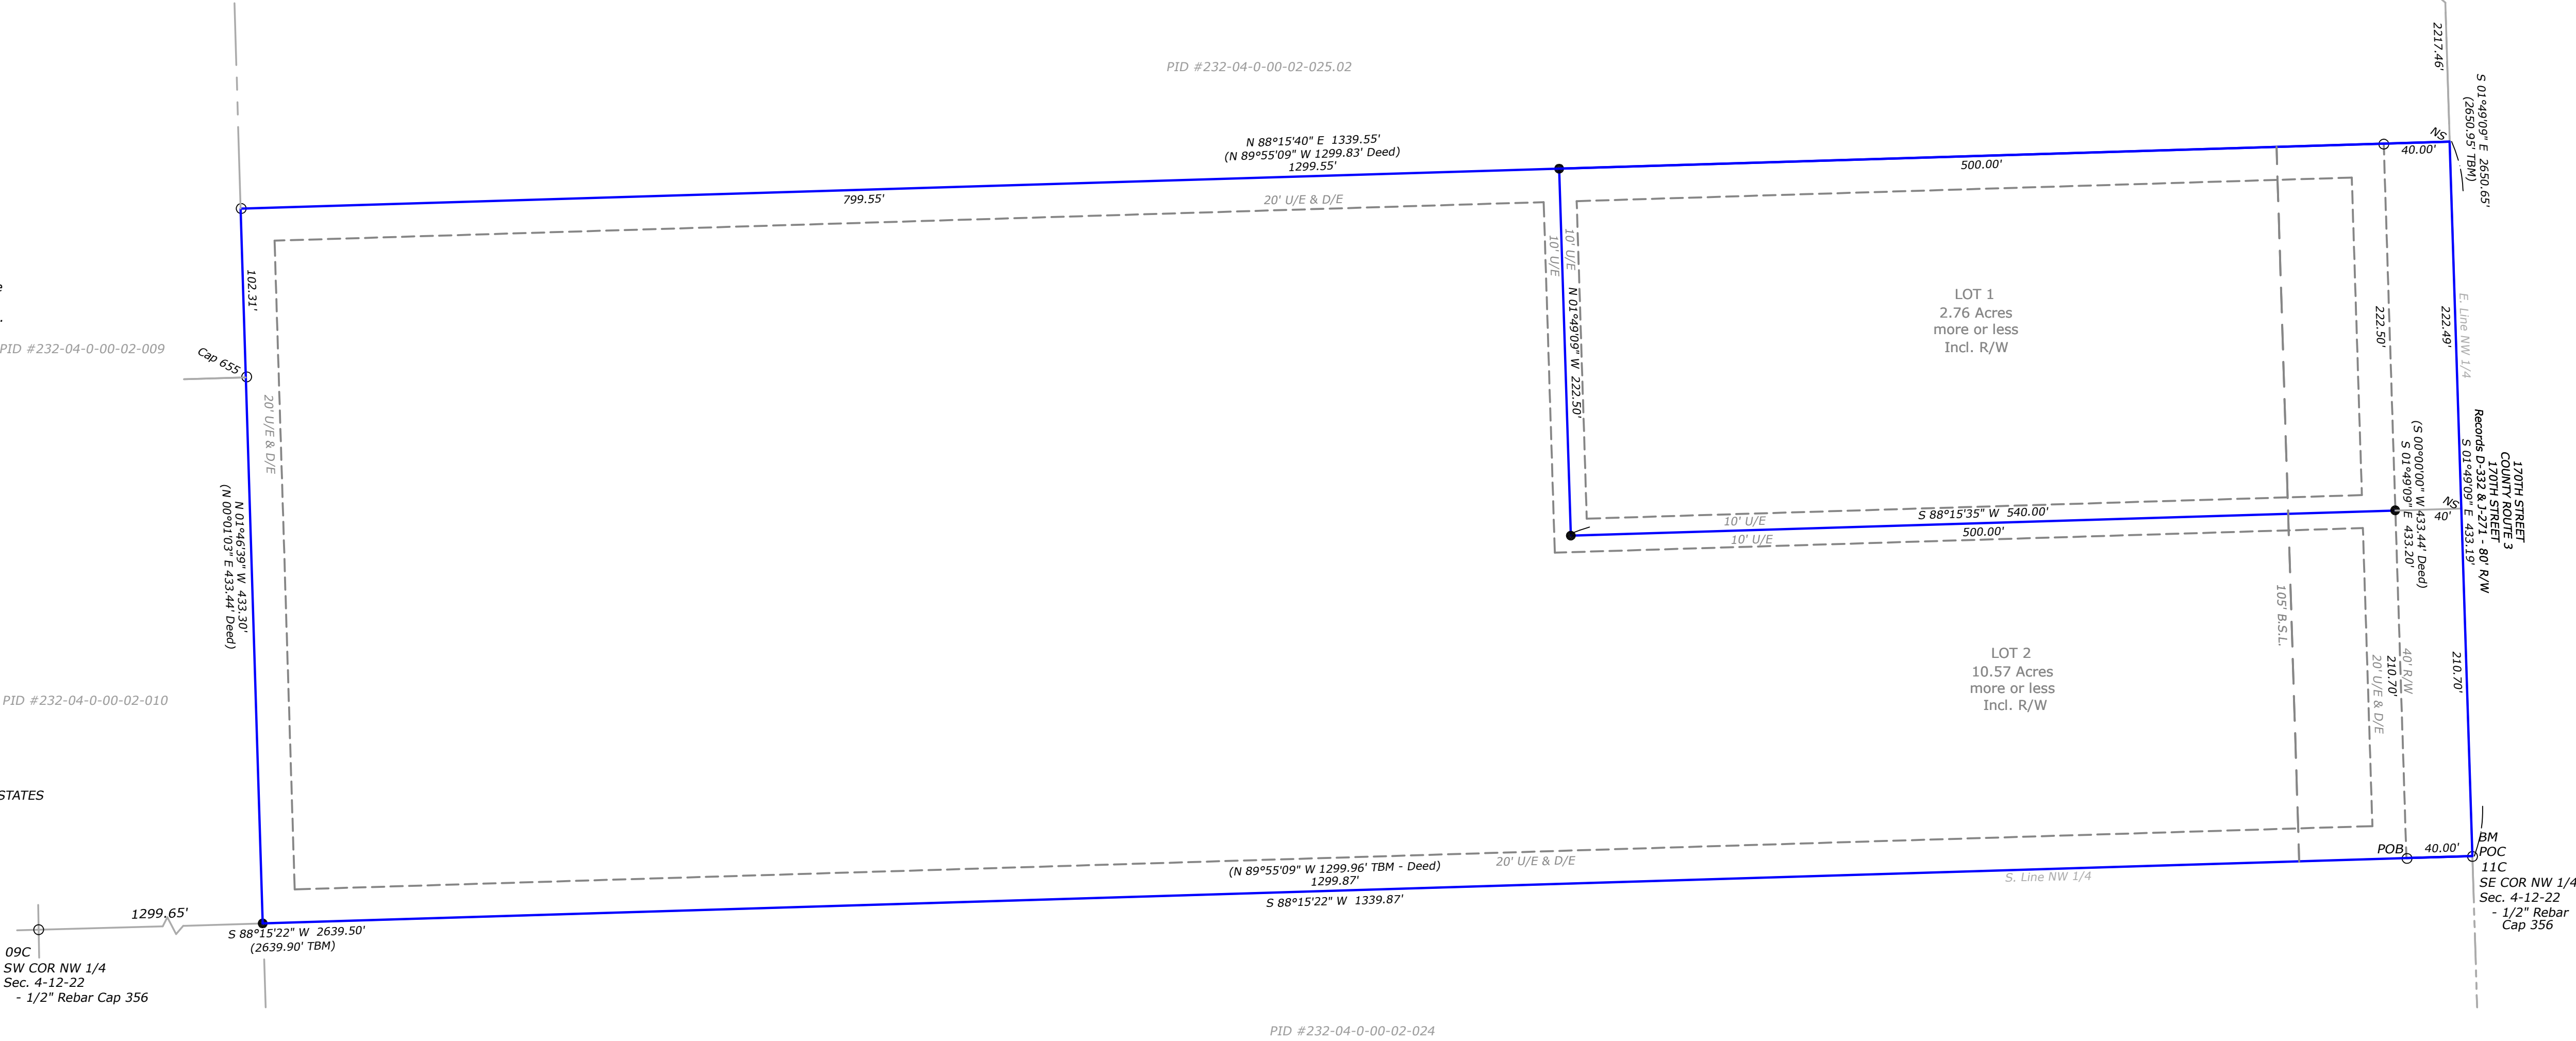 2217.46'
S 01°49'09" E  2650.65'
(2650.95' TBM)
PID #232-04-0-00-02-025.02
NS
N 88°15'40" E  1339.55'
(N 89°55'09" W 1299.83' Deed)
1299.55'
40.00'
500.00'
799.55'
20' U/E & D/E
10' U/E
10' U/E
102.31'
N 01°49'09" W  222.50'
LOT 1
2.76 Acres
more or less
Incl. R/W
222.50'
222.49'
E. Line NW 1/4
PID #232-04-0-00-02-009
Cap 655
20' U/E & D/E
N 01°46'39" W  433.30'
(N 00°01'03" E 433.44' Deed)
170TH STREET
COUNTY ROUTE 3
170TH STREET
Records D-332 & J-271 - 80' R/W
S 01°49'09" E  433.19'
(S 00°00'00" W 433.44' Deed)
S 01°49'09" E  433.20'
NS
40'
S 88°15'35" W  540.00'
500.00'
10' U/E
10' U/E
105' B.S.L.
LOT 2
10.57 Acres
more or less
Incl. R/W
40' R/W
210.70'
20' U/E & D/E
210.70'
PID #232-04-0-00-02-010
STATES
BM
POC
11C
SE COR NW 1/4
Sec. 4-12-22
- 1/2" Rebar
Cap 356
POB
40.00'
20' U/E & D/E
(N 89°55'09" W 1299.96' TBM - Deed)
1299.87'
S 88°15'22" W  1339.87'
S. Line NW 1/4
1299.65'
S 88°15'22" W  2639.50'
(2639.90' TBM)
09C
SW COR NW 1/4
Sec. 4-12-22
- 1/2" Rebar Cap 356
PID #232-04-0-00-02-024